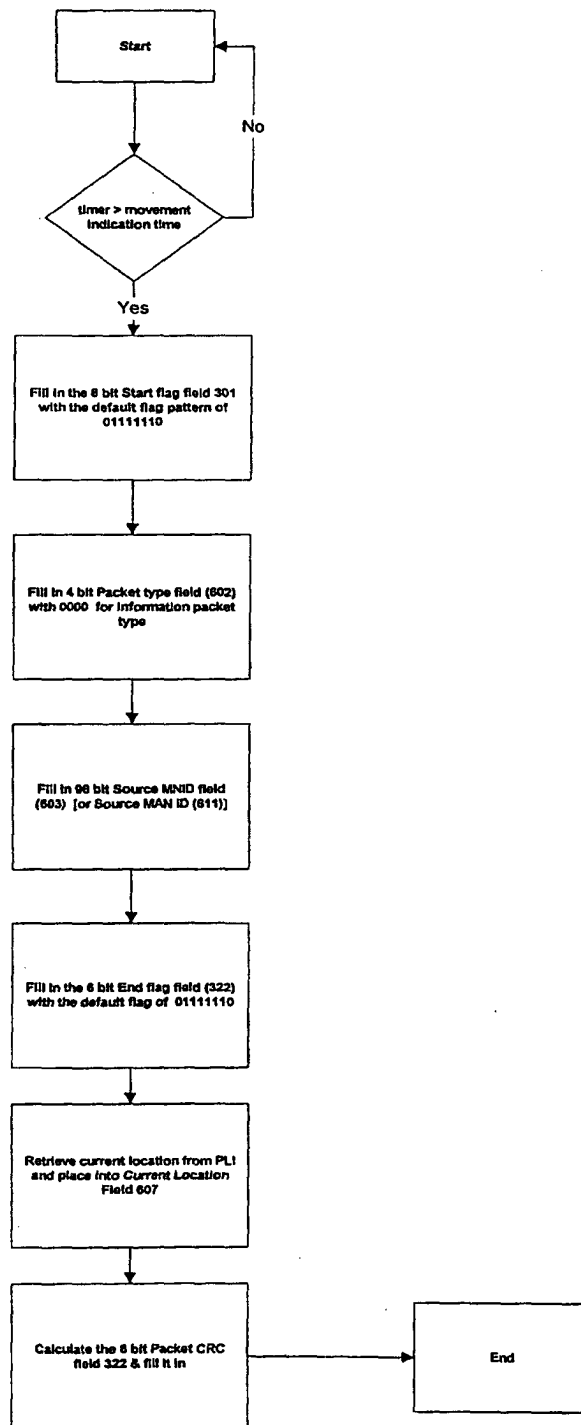 Start
No
timer > movement
indication time
Yes
Fill in the 8 bit Start flag field 301
with the default flag pattern of
01111110
Fill in 4 bit Packet type field (602)
with 0000 for information packet
type
Fill in 96 bit Source MNID field
(603) [or Source MAN ID (611)]
Fill in the 8 bit End flag field (322)
with the default flag of 01111110
Retrieve current location from PLI
and place into Current Location
Field 607
Calculate the 6 bit Packet CRC
field 322 & fill it in
End